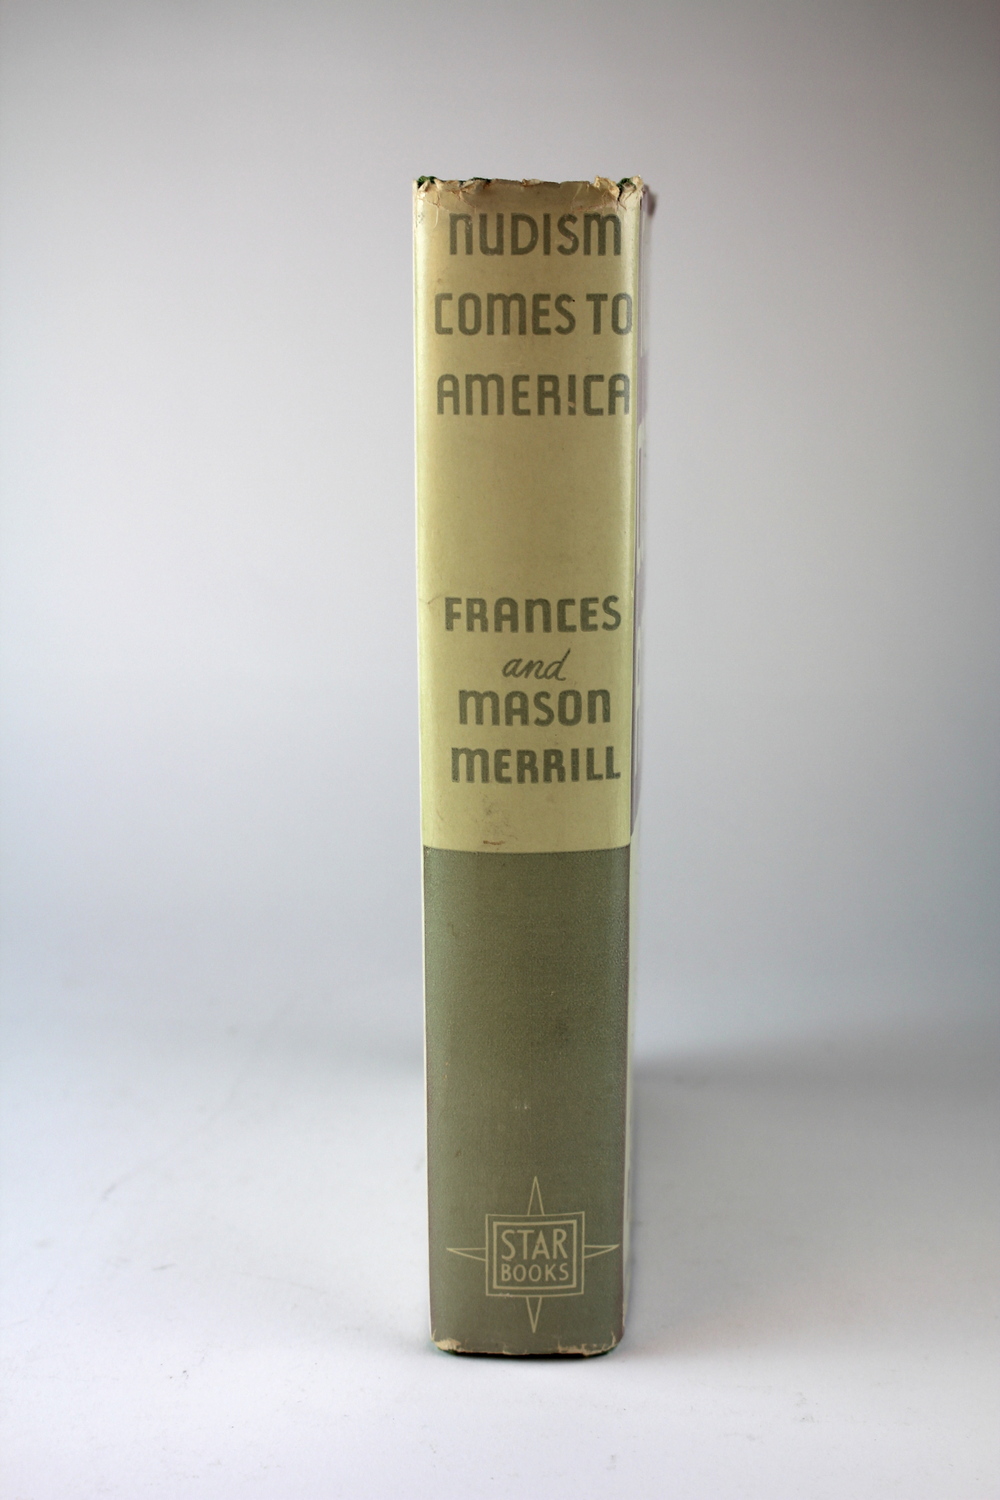 NUDISM
COMES TO
AMERICA
FRANCES
and
MASON
MERRILL
STAR
BOOKS